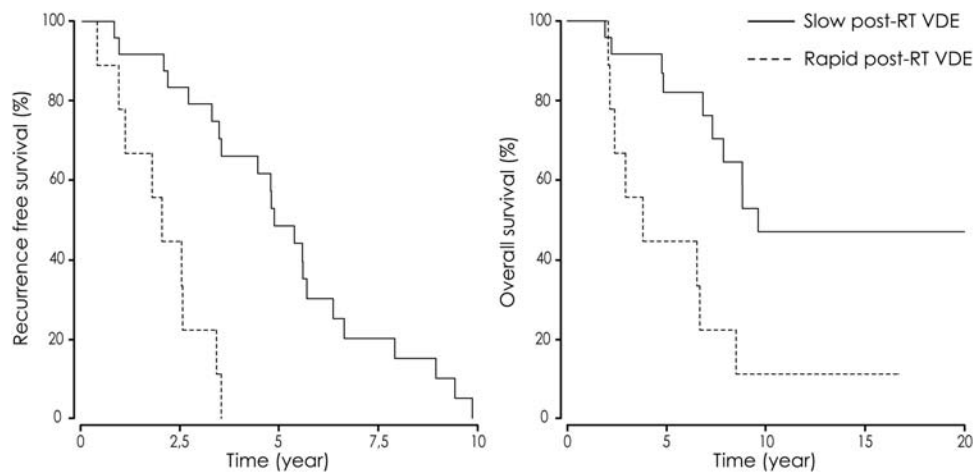 Recurrence free survival (%)
100
80
60
40
20
0
0 2,5 5 7,5 10
Time (year)
Overall survival (%)
100
80
60
40
20
0
0 5 10 15 20
Time (year)
Slow post-RT VDE
Rapid post-RT VDE